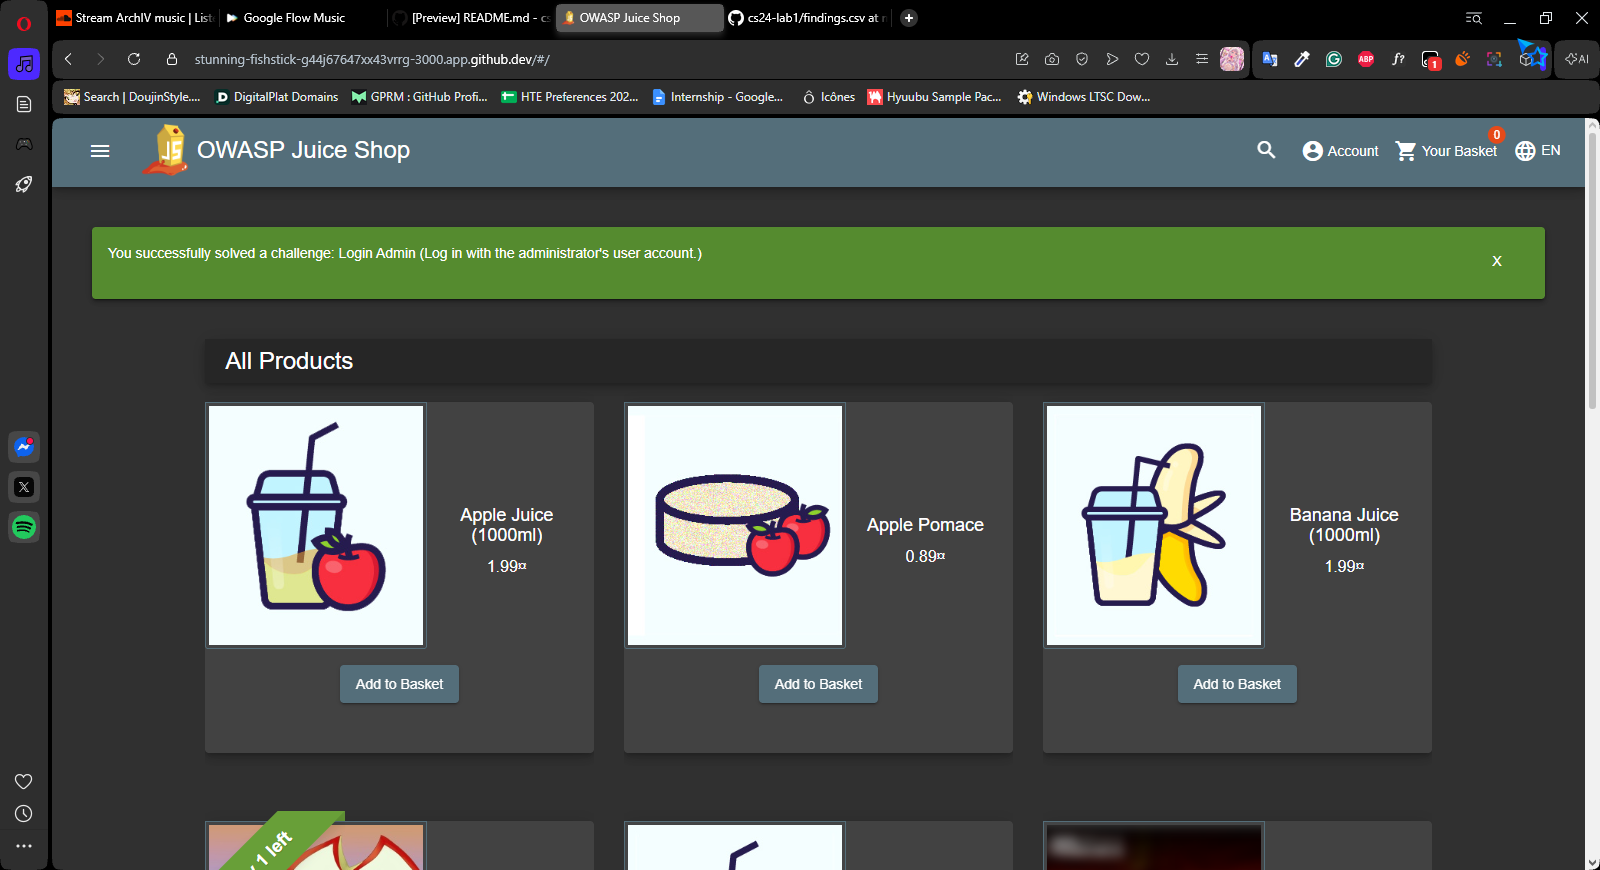 Stream ArchIV music | List
Google Flow Music
[Preview] README.md - cs
OWASP Juice Shop
cs24-lab1/findings.csv at
stunning-fishstick-g44j67647xx43vrrg-3000.app.github.dev/#/
ABP
f?
1
AI
Search | DoujinStyle....
DigitalPlat Domains
GPRM : GitHub Profi...
HTE Preferences 202...
Internship - Google...
Icônes
Hyuubu Sample Pac...
Windows LTSC Dow...
JS
OWASP Juice Shop
Account
Your Basket
0
EN
You successfully solved a challenge: Login Admin (Log in with the administrator's user account.)
X
All Products
Apple Juice
(1000ml)
1.99¤
Add to Basket
Apple Pomace
0.89¤
Add to Basket
Banana Juice
(1000ml)
1.99¤
Add to Basket
1 left